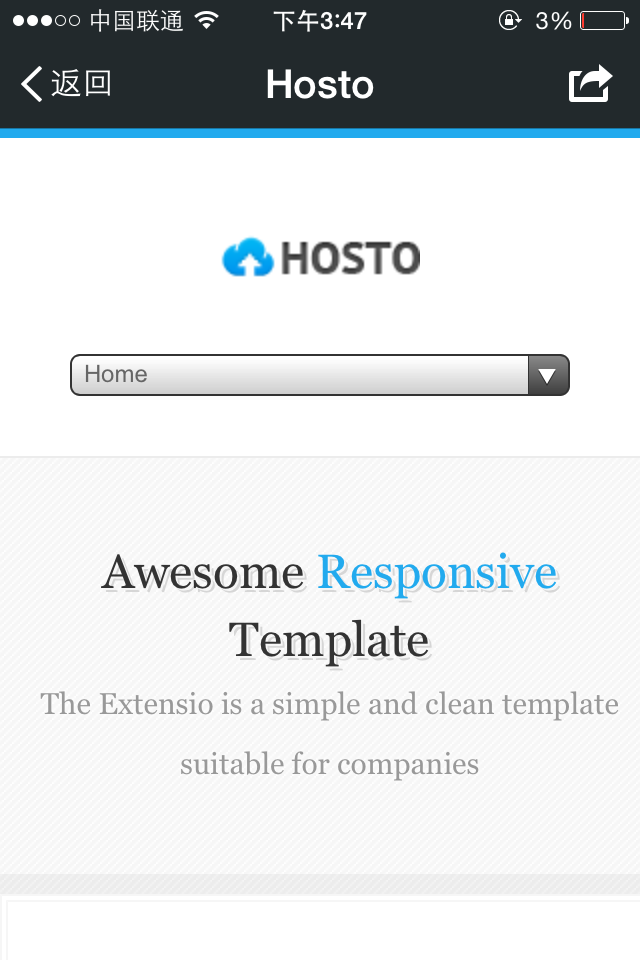 中国联通 下午3:47 3%
返回 Hosto
HOSTO
Home
Awesome Responsive
Template
The Extensio is a simple and clean template
suitable for companies